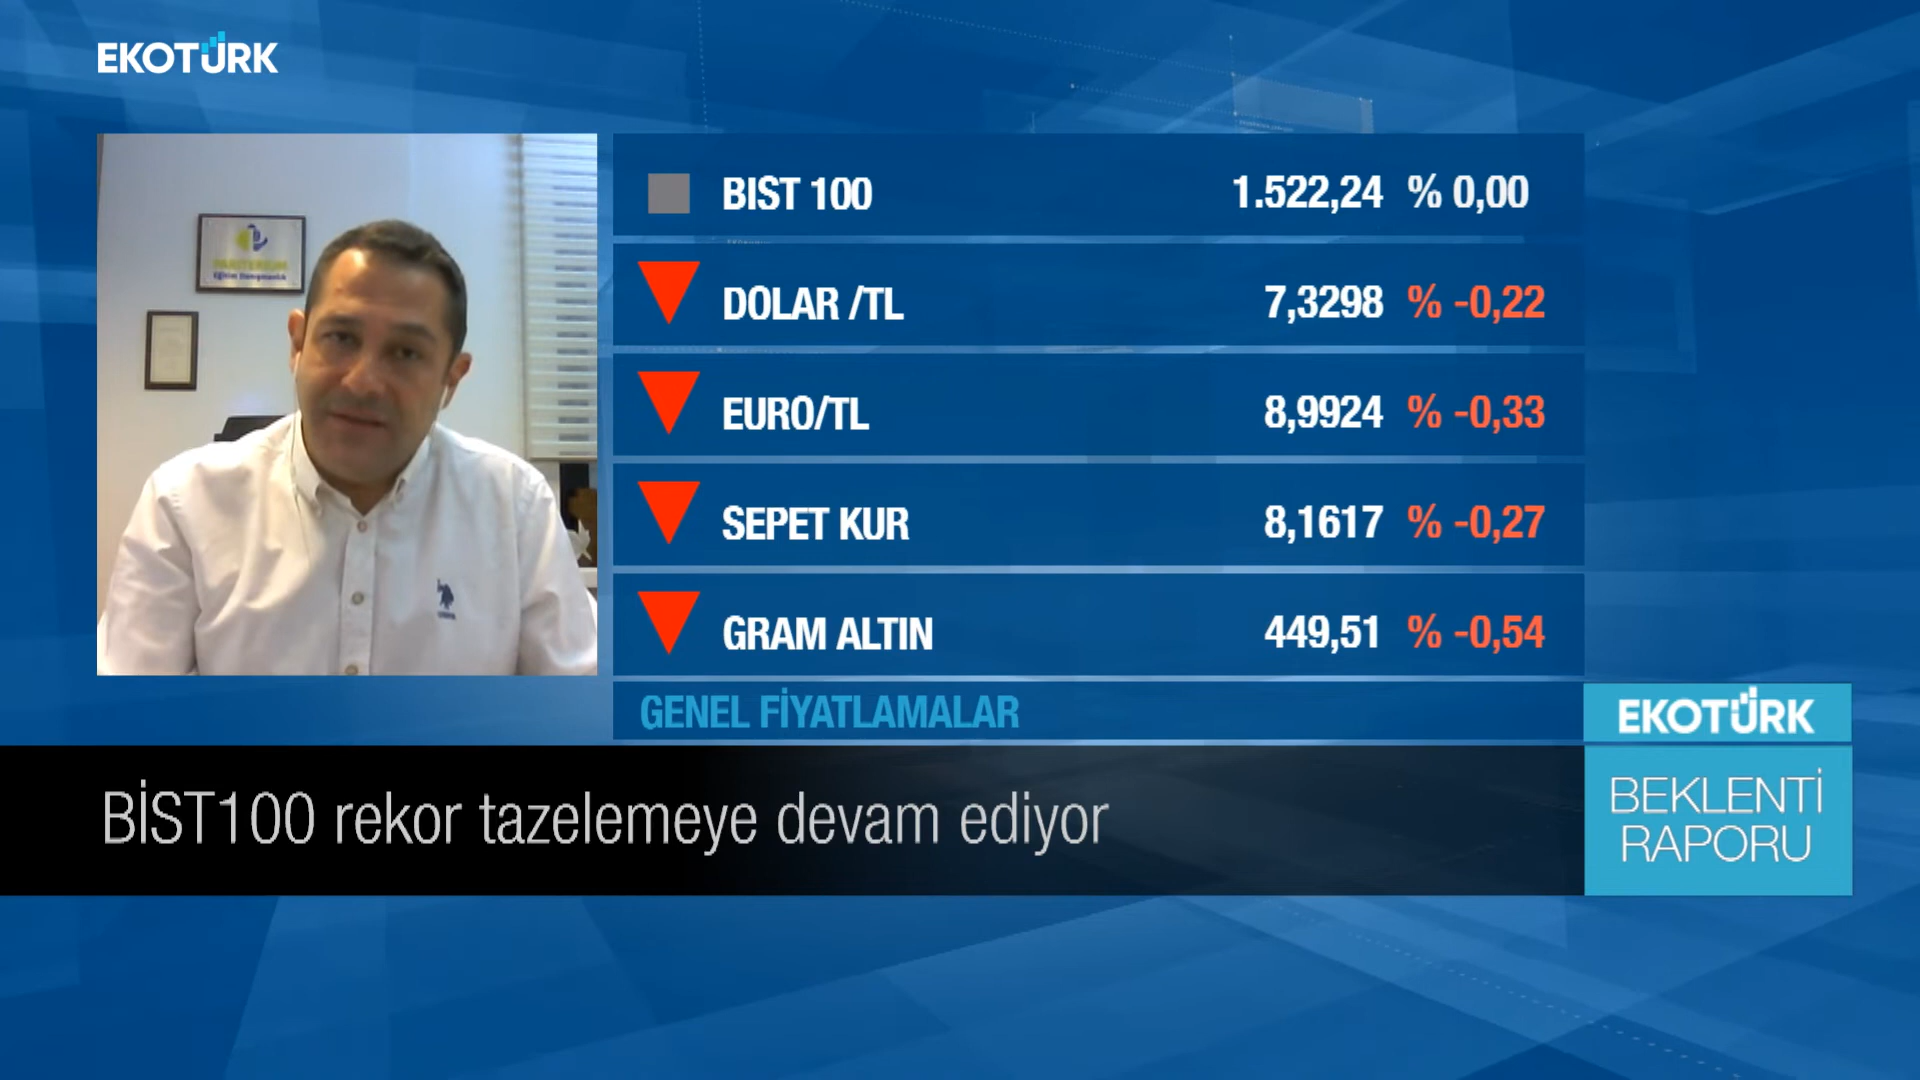 EKOTÜRK
Eğitim Danışmanlık
BIST 100 1.522,24 % 0,00
DOLAR /TL 7,3298 % -0,22
EURO/TL 8,9924 % -0,33
SEPET KUR 8,1617 % -0,27
GRAM ALTIN 449,51 % -0,54
GENEL FİYATLAMALAR
EKOTÜRK
BİST100 rekor tazelemeye devam ediyor
BEKLENTİ
RAPORU